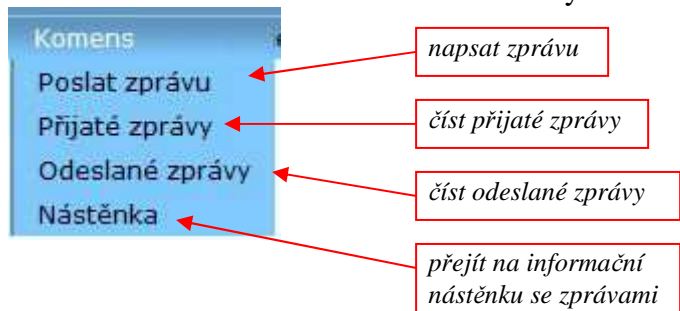 Komens
Poslat zprávu
Přijaté zprávy
Odeslané zprávy
Nástěnka
napsat zprávu
číst přijaté zprávy
číst odeslané zprávy
přejít na informační
nástěnku se zprávami